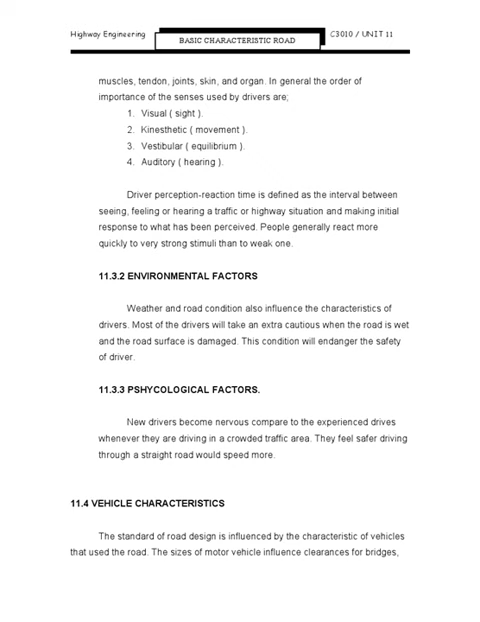 Highway Engineering
BASIC CHARACTERISTIC ROAD
C3010 / UNIT 11
muscles, tendon, joints, skin, and organ. In general the order of
importance of the senses used by drivers are;
1. Visual ( sight ).
2. Kinesthetic ( movement ).
3. Vestibular ( equilibrium ).
4. Auditory ( hearing ).
Driver perception-reaction time is defined as the interval between
seeing, feeling or hearing a traffic or highway situation and making initial
response to what has been perceived. People generally react more
quickly to very strong stimuli than to weak one.
11.3.2 ENVIRONMENTAL FACTORS
Weather and road condition also influence the characteristics of
drivers. Most of the drivers will take an extra cautious when the road is wet
and the road surface is damaged. This condition will endanger the safety
of driver.
11.3.3 PSHYCOLOGICAL FACTORS.
New drivers become nervous compare to the experienced drives
whenever they are driving in a crowded traffic area. They feel safer driving
through a straight road would speed more.
11.4 VEHICLE CHARACTERISTICS
The standard of road design is influenced by the characteristic of vehicles
that used the road. The sizes of motor vehicle influence clearances for bridges,